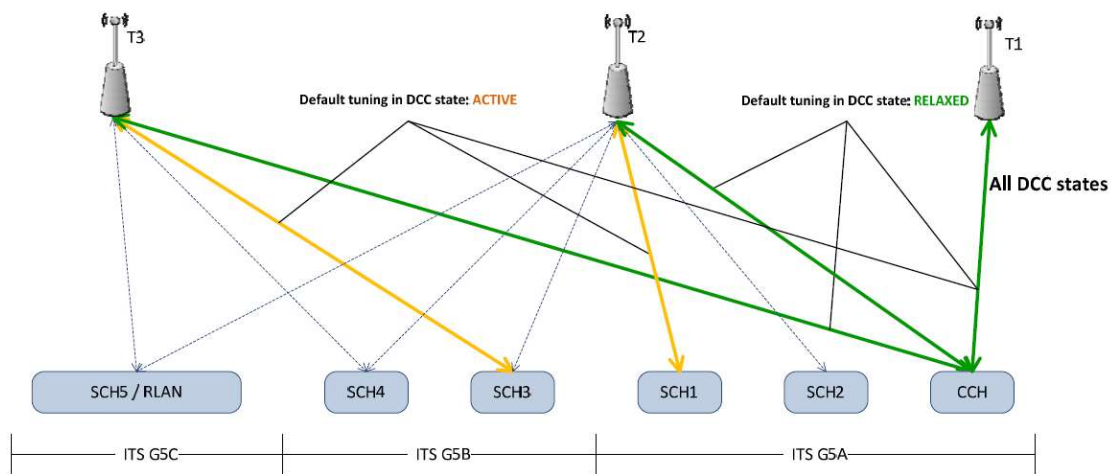 T3
T2
T1
Default tuning in DCC state: ACTIVE
Default tuning in DCC state: RELAXED
All DCC states
SCH5 / RLAN
SCH4
SCH3
SCH1
SCH2
CCH
ITS G5C
ITS G5B
ITS G5A